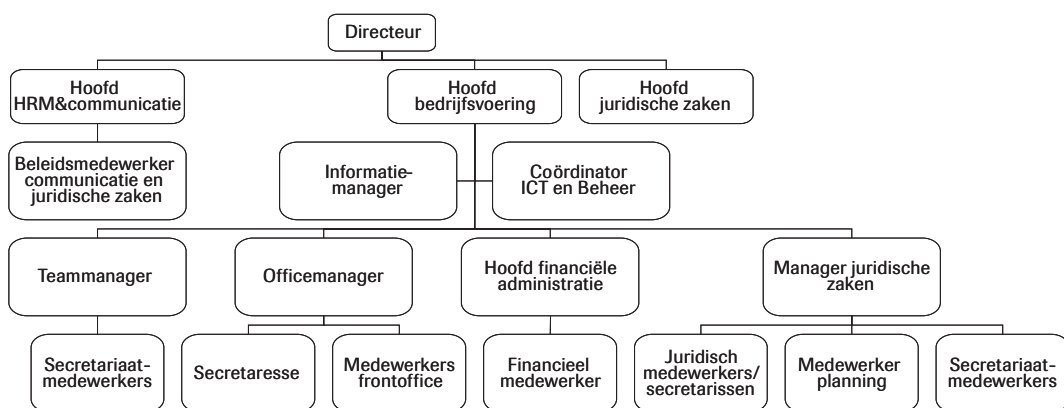 Directeur
Hoofd
HRM&communicatie
Hoofd
bedrijfsvoering
Hoofd
juridische zaken
Beleidsmedewerker
communicatie en
juridische zaken
Informatie-
manager
Coördinator
ICT en Beheer
Teammanager
Officemanager
Hoofd financiële
administratie
Manager juridische
zaken
Secretariaat-
medewerkers
Secretaresse
Medewerkers
frontoffice
Financieel
medewerker
Juridisch
medewerkers/
secretarissen
Medewerker
planning
Secretariaat-
medewerkers